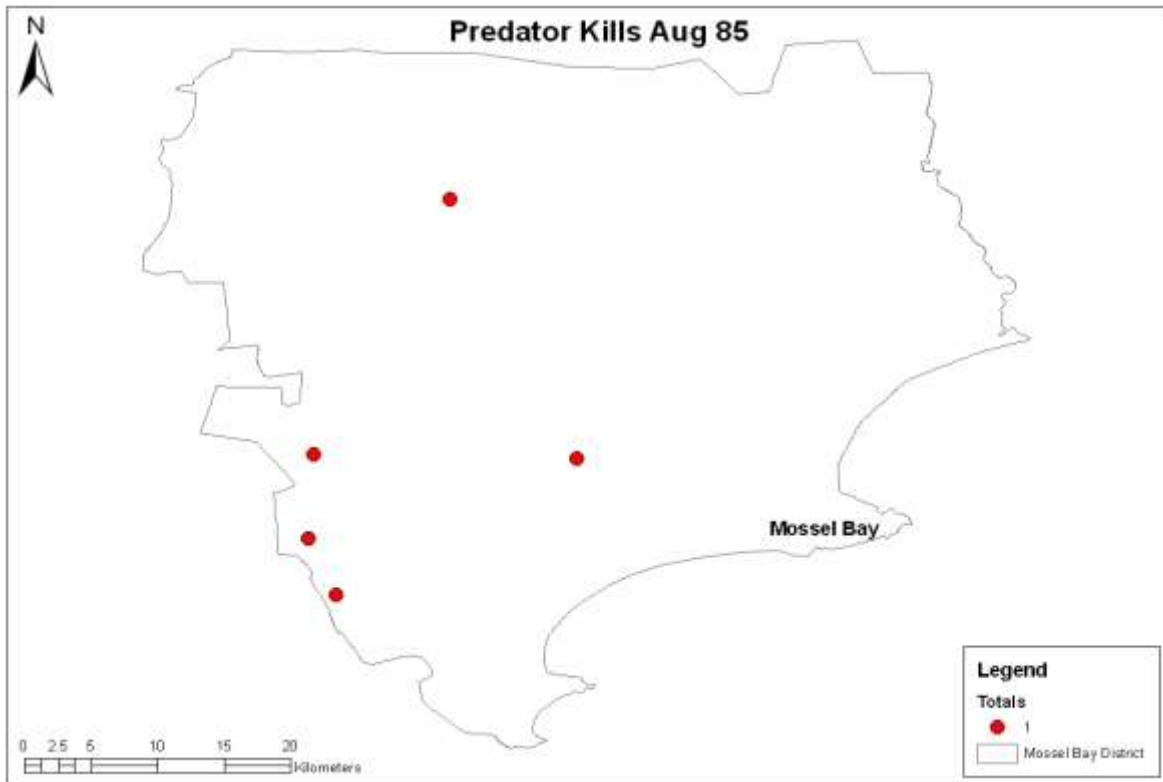 Predator Kills Aug 85
N
Mossel Bay
Legend
Totals
1
Mossel Bay District
0 2.5 5 10 15 20
Kilometers